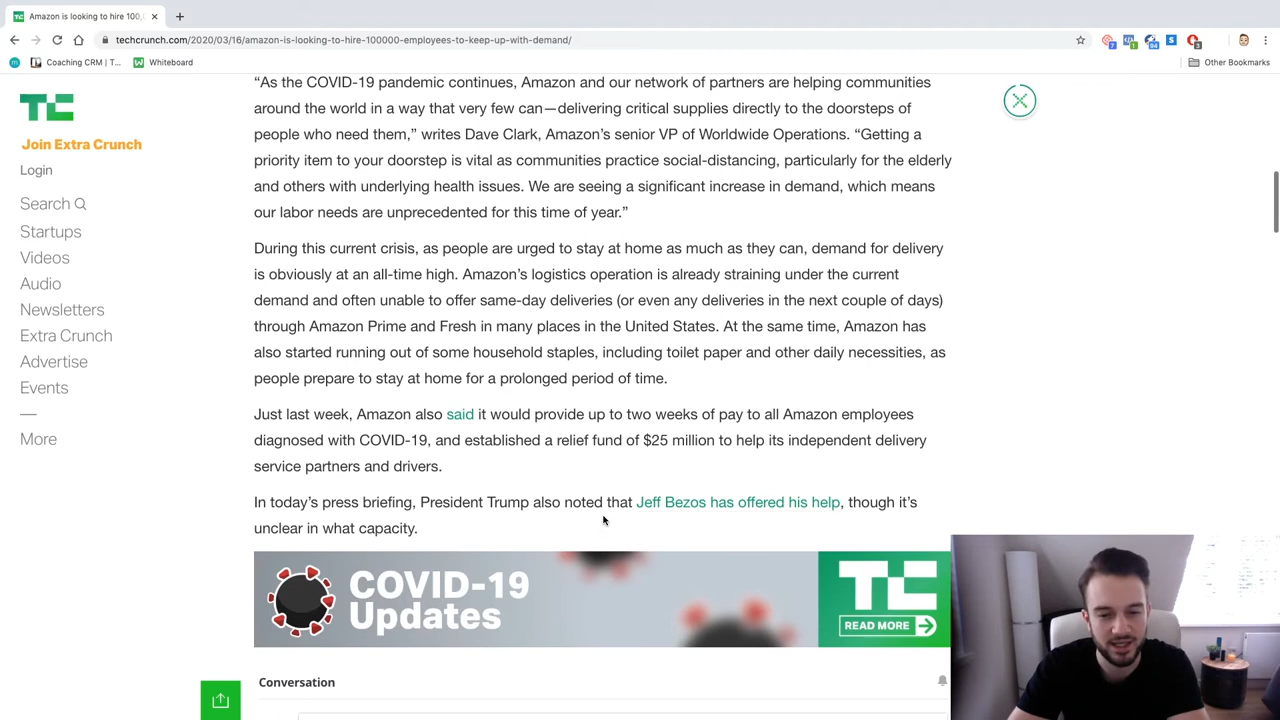 Amazon is looking to hire 100,
techcrunch.com/2020/03/16/amazon-is-looking-to-hire-100000-employees-to-keep-up-with-demand/
7
1
94
3
Coaching CRM | T...
Whiteboard
Other Bookmarks
TC
Join Extra Crunch
Login
Search
Startups
Videos
Audio
Newsletters
Extra Crunch
Advertise
Events
—
More
“As the COVID-19 pandemic continues, Amazon and our network of partners are helping communities
around the world in a way that very few can—delivering critical supplies directly to the doorsteps of
people who need them,” writes Dave Clark, Amazon’s senior VP of Worldwide Operations. “Getting a
priority item to your doorstep is vital as communities practice social-distancing, particularly for the elderly
and others with underlying health issues. We are seeing a significant increase in demand, which means
our labor needs are unprecedented for this time of year.”
During this current crisis, as people are urged to stay at home as much as they can, demand for delivery
is obviously at an all-time high. Amazon’s logistics operation is already straining under the current
demand and often unable to offer same-day deliveries (or even any deliveries in the next couple of days)
through Amazon Prime and Fresh in many places in the United States. At the same time, Amazon has
also started running out of some household staples, including toilet paper and other daily necessities, as
people prepare to stay at home for a prolonged period of time.
Just last week, Amazon also said it would provide up to two weeks of pay to all Amazon employees
diagnosed with COVID-19, and established a relief fund of $25 million to help its independent delivery
service partners and drivers.
In today’s press briefing, President Trump also noted that Jeff Bezos has offered his help, though it’s
unclear in what capacity.
COVID-19
Updates
TC
READ MORE
Conversation